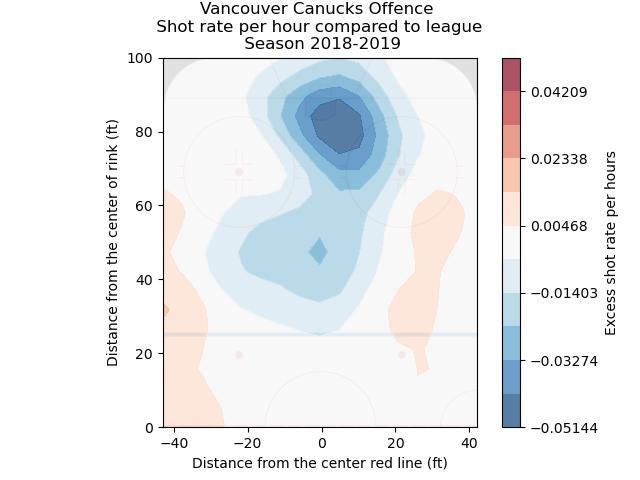 Vancouver Canucks Offence
Shot rate per hour compared to league
Season 2018-2019
100
80
60
40
20
0
−40
−20
0
20
40
Distance from the center of rink (ft)
Distance from the center red line (ft)
0.04209
0.02338
0.00468
−0.01403
−0.03274
−0.05144
Excess shot rate per hours